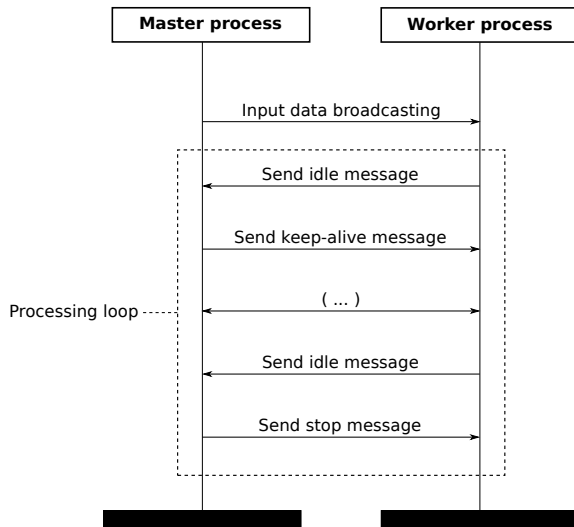 Master process
Worker process
Input data broadcasting
Send idle message
Send keep-alive message
Processing loop
( ... )
Send idle message
Send stop message